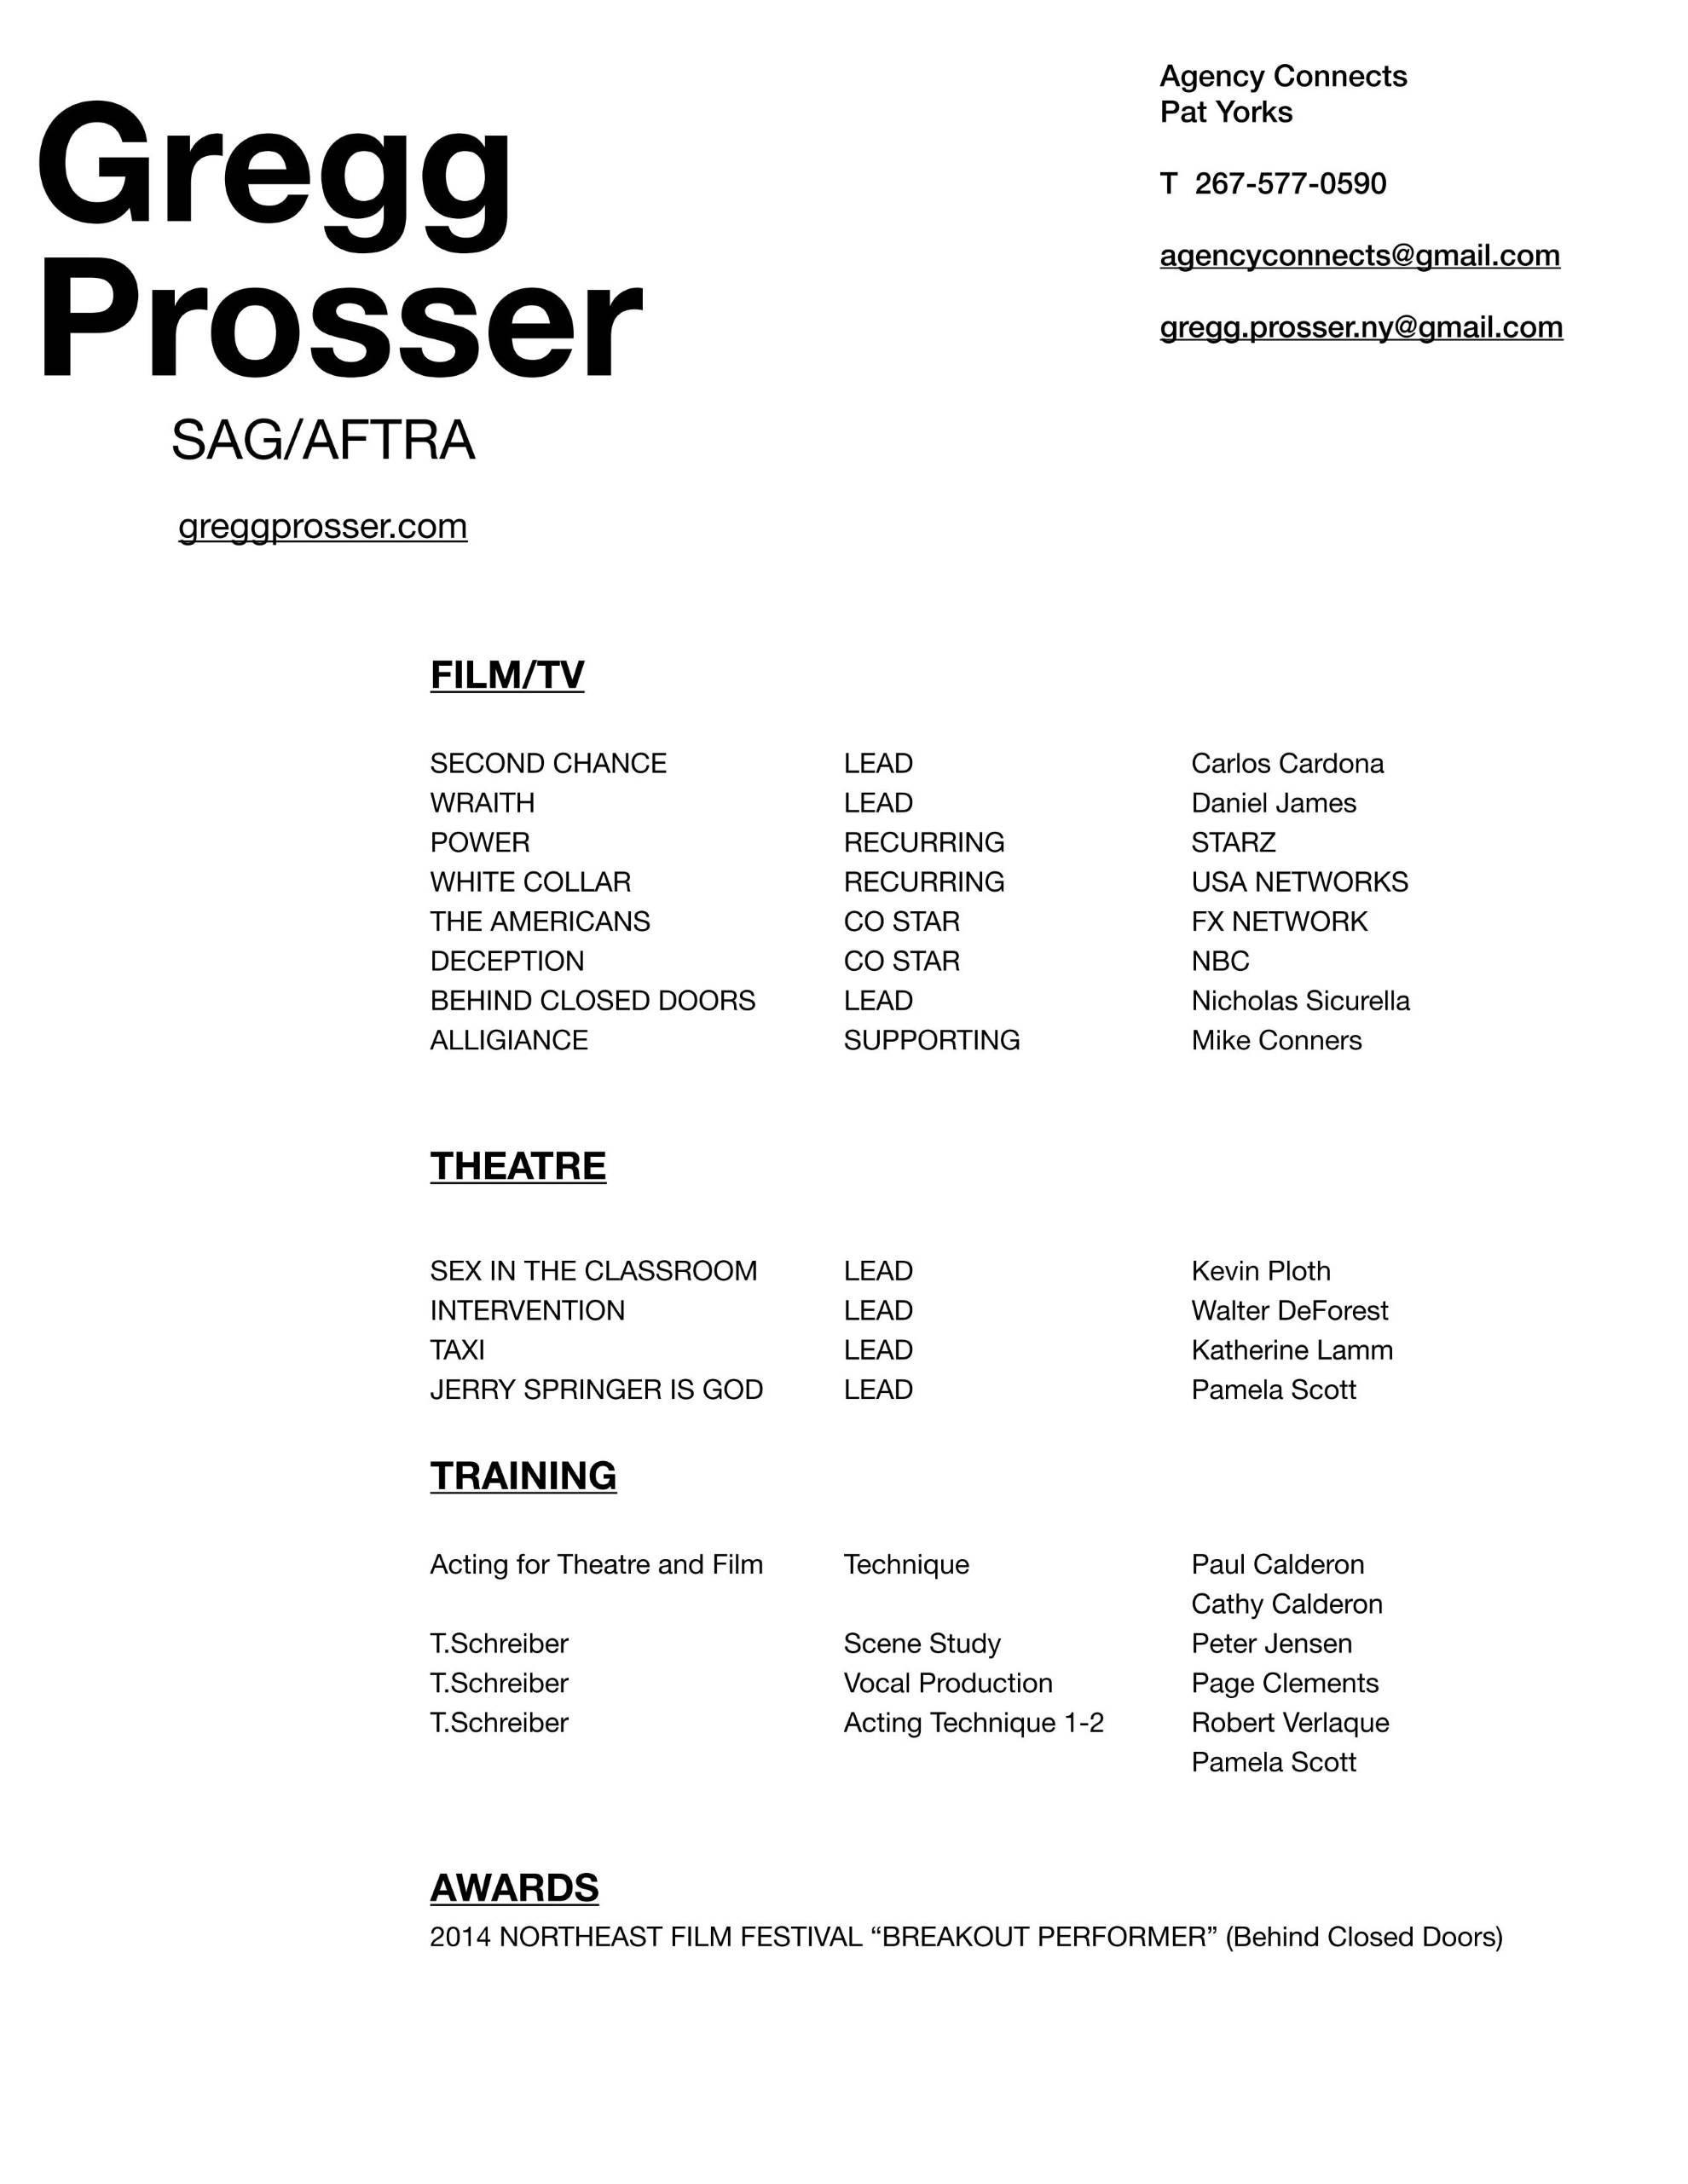 Gregg
Prosser
SAG/AFTRA
greggprosser.com
Agency Connects
Pat Yorks
T 267-577-0590
agencyconnects@gmail.com
gregg.prosser.ny@gmail.com
FILM/TV
SECOND CHANCE LEAD Carlos Cardona
WRAITH LEAD Daniel James
POWER RECURRING STARZ
WHITE COLLAR RECURRING USA NETWORKS
THE AMERICANS CO STAR FX NETWORK
DECEPTION CO STAR NBC
BEHIND CLOSED DOORS LEAD Nicholas Sicurella
ALLIGIANCE SUPPORTING Mike Conners
THEATRE
SEX IN THE CLASSROOM LEAD Kevin Ploth
INTERVENTION LEAD Walter DeForest
TAXI LEAD Katherine Lamm
JERRY SPRINGER IS GOD LEAD Pamela Scott
TRAINING
Acting for Theatre and Film Technique Paul Calderon
Cathy Calderon
T.Schreiber Scene Study Peter Jensen
T.Schreiber Vocal Production Page Clements
T.Schreiber Acting Technique 1-2 Robert Verlaque
Pamela Scott
AWARDS
2014 NORTHEAST FILM FESTIVAL “BREAKOUT PERFORMER” (Behind Closed Doors)